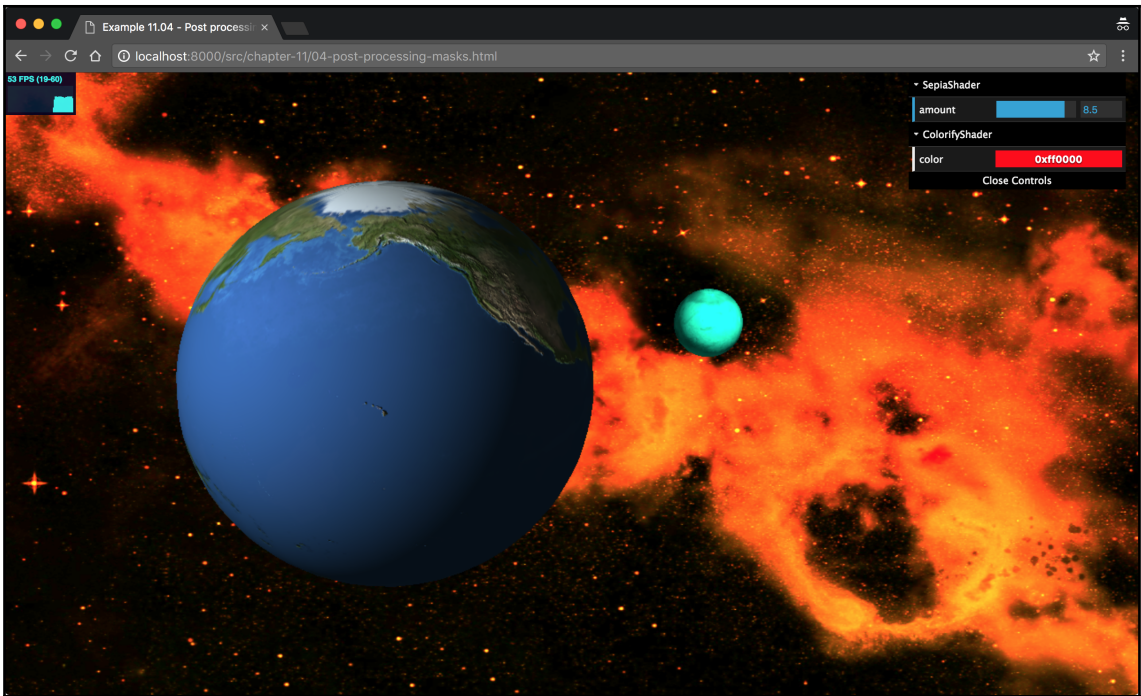 Example 11.04 - Post processin
localhost:8000/src/chapter-11/04-post-processing-masks.html
53 FPS (19-60)
SepiaShader
amount 8.5
ColorifyShader
color 0xff0000
Close Controls